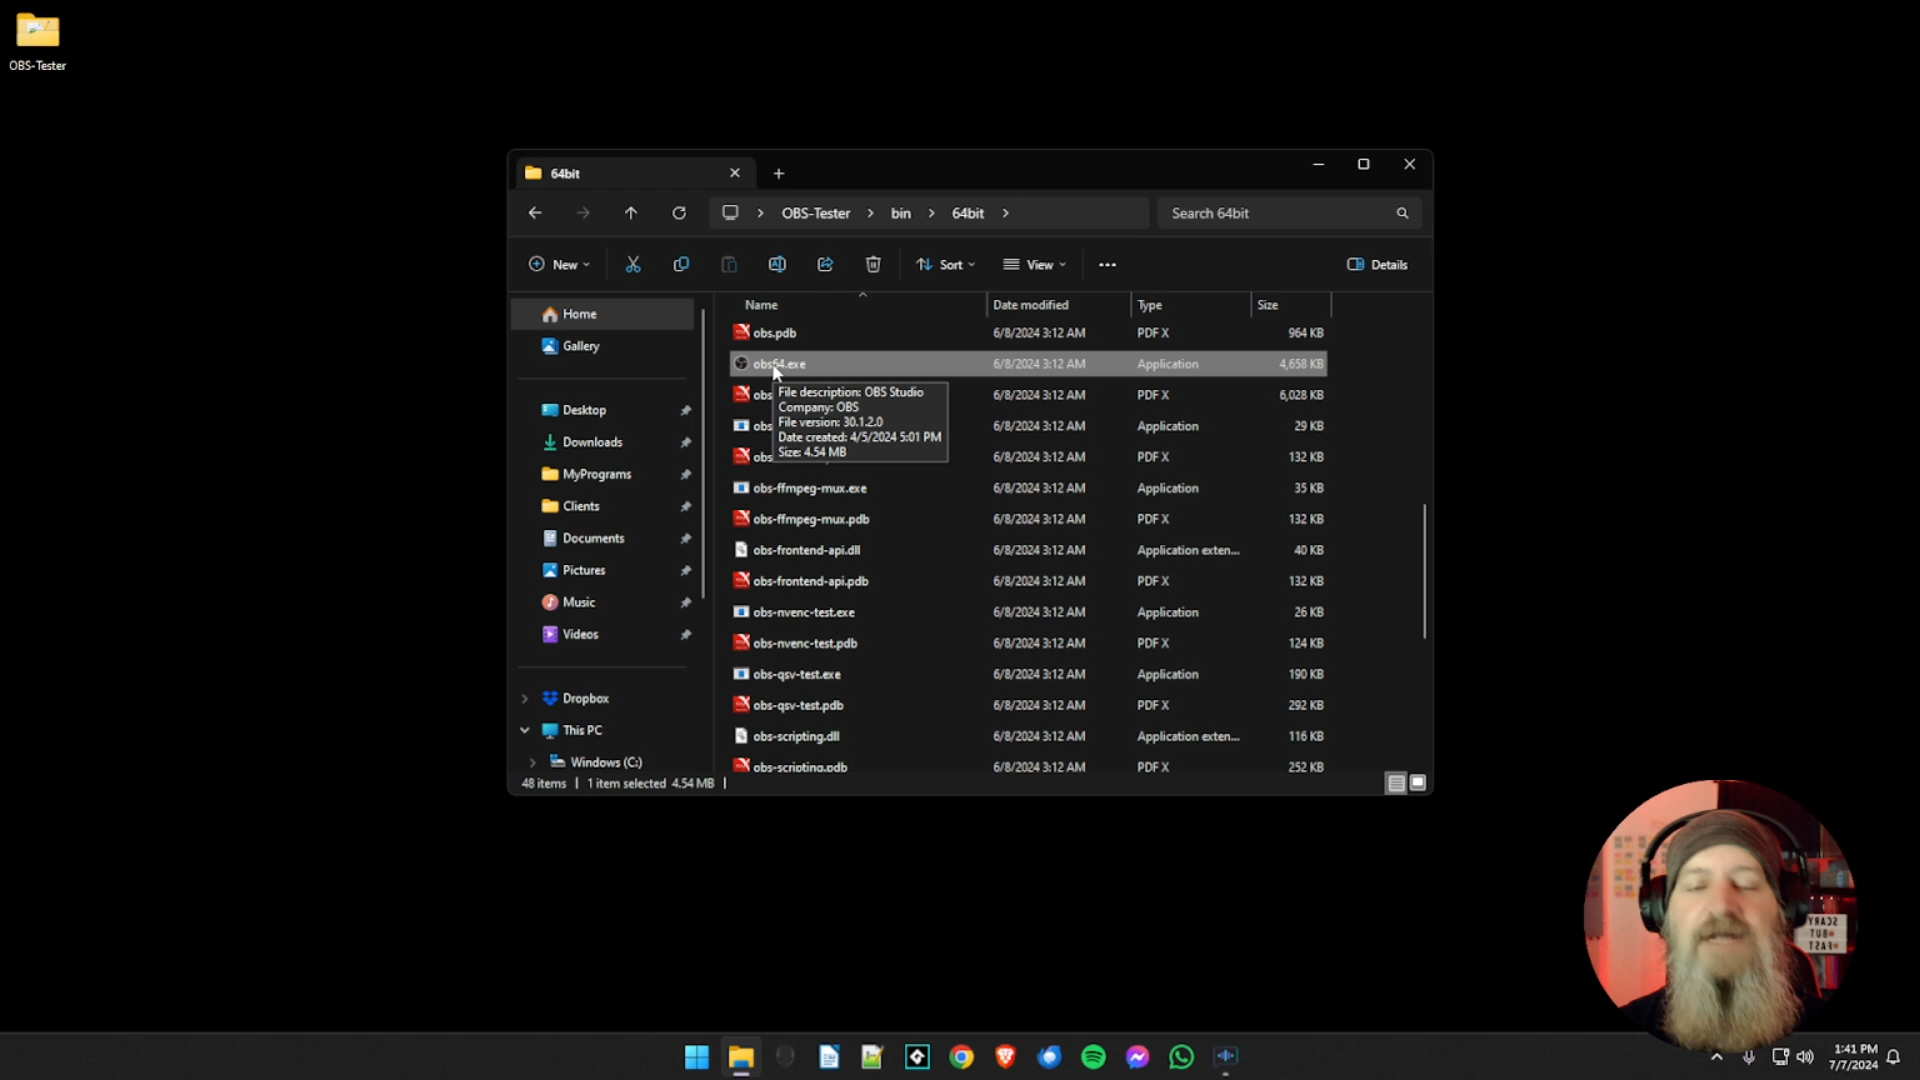 OBS-Tester
64bit
OBS-Tester
bin
64bit
Search 64bit
New
Sort
View
Details
Name
Date modified
Type
Size
Home
Gallery
Desktop
Downloads
MyPrograms
Clients
Documents
Pictures
Music
Videos
Dropbox
This PC
Windows (C:)
obs.pdb 6/8/2024 3:12 AM PDF X 964 KB
obs64.exe 6/8/2024 3:12 AM Application 4,658 KB
obs 6/8/2024 3:12 AM PDF X 6,028 KB
obs 6/8/2024 3:12 AM Application 29 KB
obs 6/8/2024 3:12 AM PDF X 132 KB
File description: OBS Studio
Company: OBS
File version: 30.1.2.0
Date created: 4/5/2024 5:01 PM
Size: 4.54 MB
obs-ffmpeg-mux.exe 6/8/2024 3:12 AM Application 35 KB
obs-ffmpeg-mux.pdb 6/8/2024 3:12 AM PDF X 132 KB
obs-frontend-api.dll 6/8/2024 3:12 AM Application exten... 40 KB
obs-frontend-api.pdb 6/8/2024 3:12 AM PDF X 132 KB
obs-nvenc-test.exe 6/8/2024 3:12 AM Application 26 KB
obs-nvenc-test.pdb 6/8/2024 3:12 AM PDF X 124 KB
obs-qsv-test.exe 6/8/2024 3:12 AM Application 190 KB
obs-qsv-test.pdb 6/8/2024 3:12 AM PDF X 292 KB
obs-scripting.dll 6/8/2024 3:12 AM Application exten... 116 KB
obs-scripting.pdb 6/8/2024 3:12 AM PDF X 252 KB
48 items | 1 item selected 4.54 MB |
SCARY
BUT
FAST
1:41 PM
7/7/2024